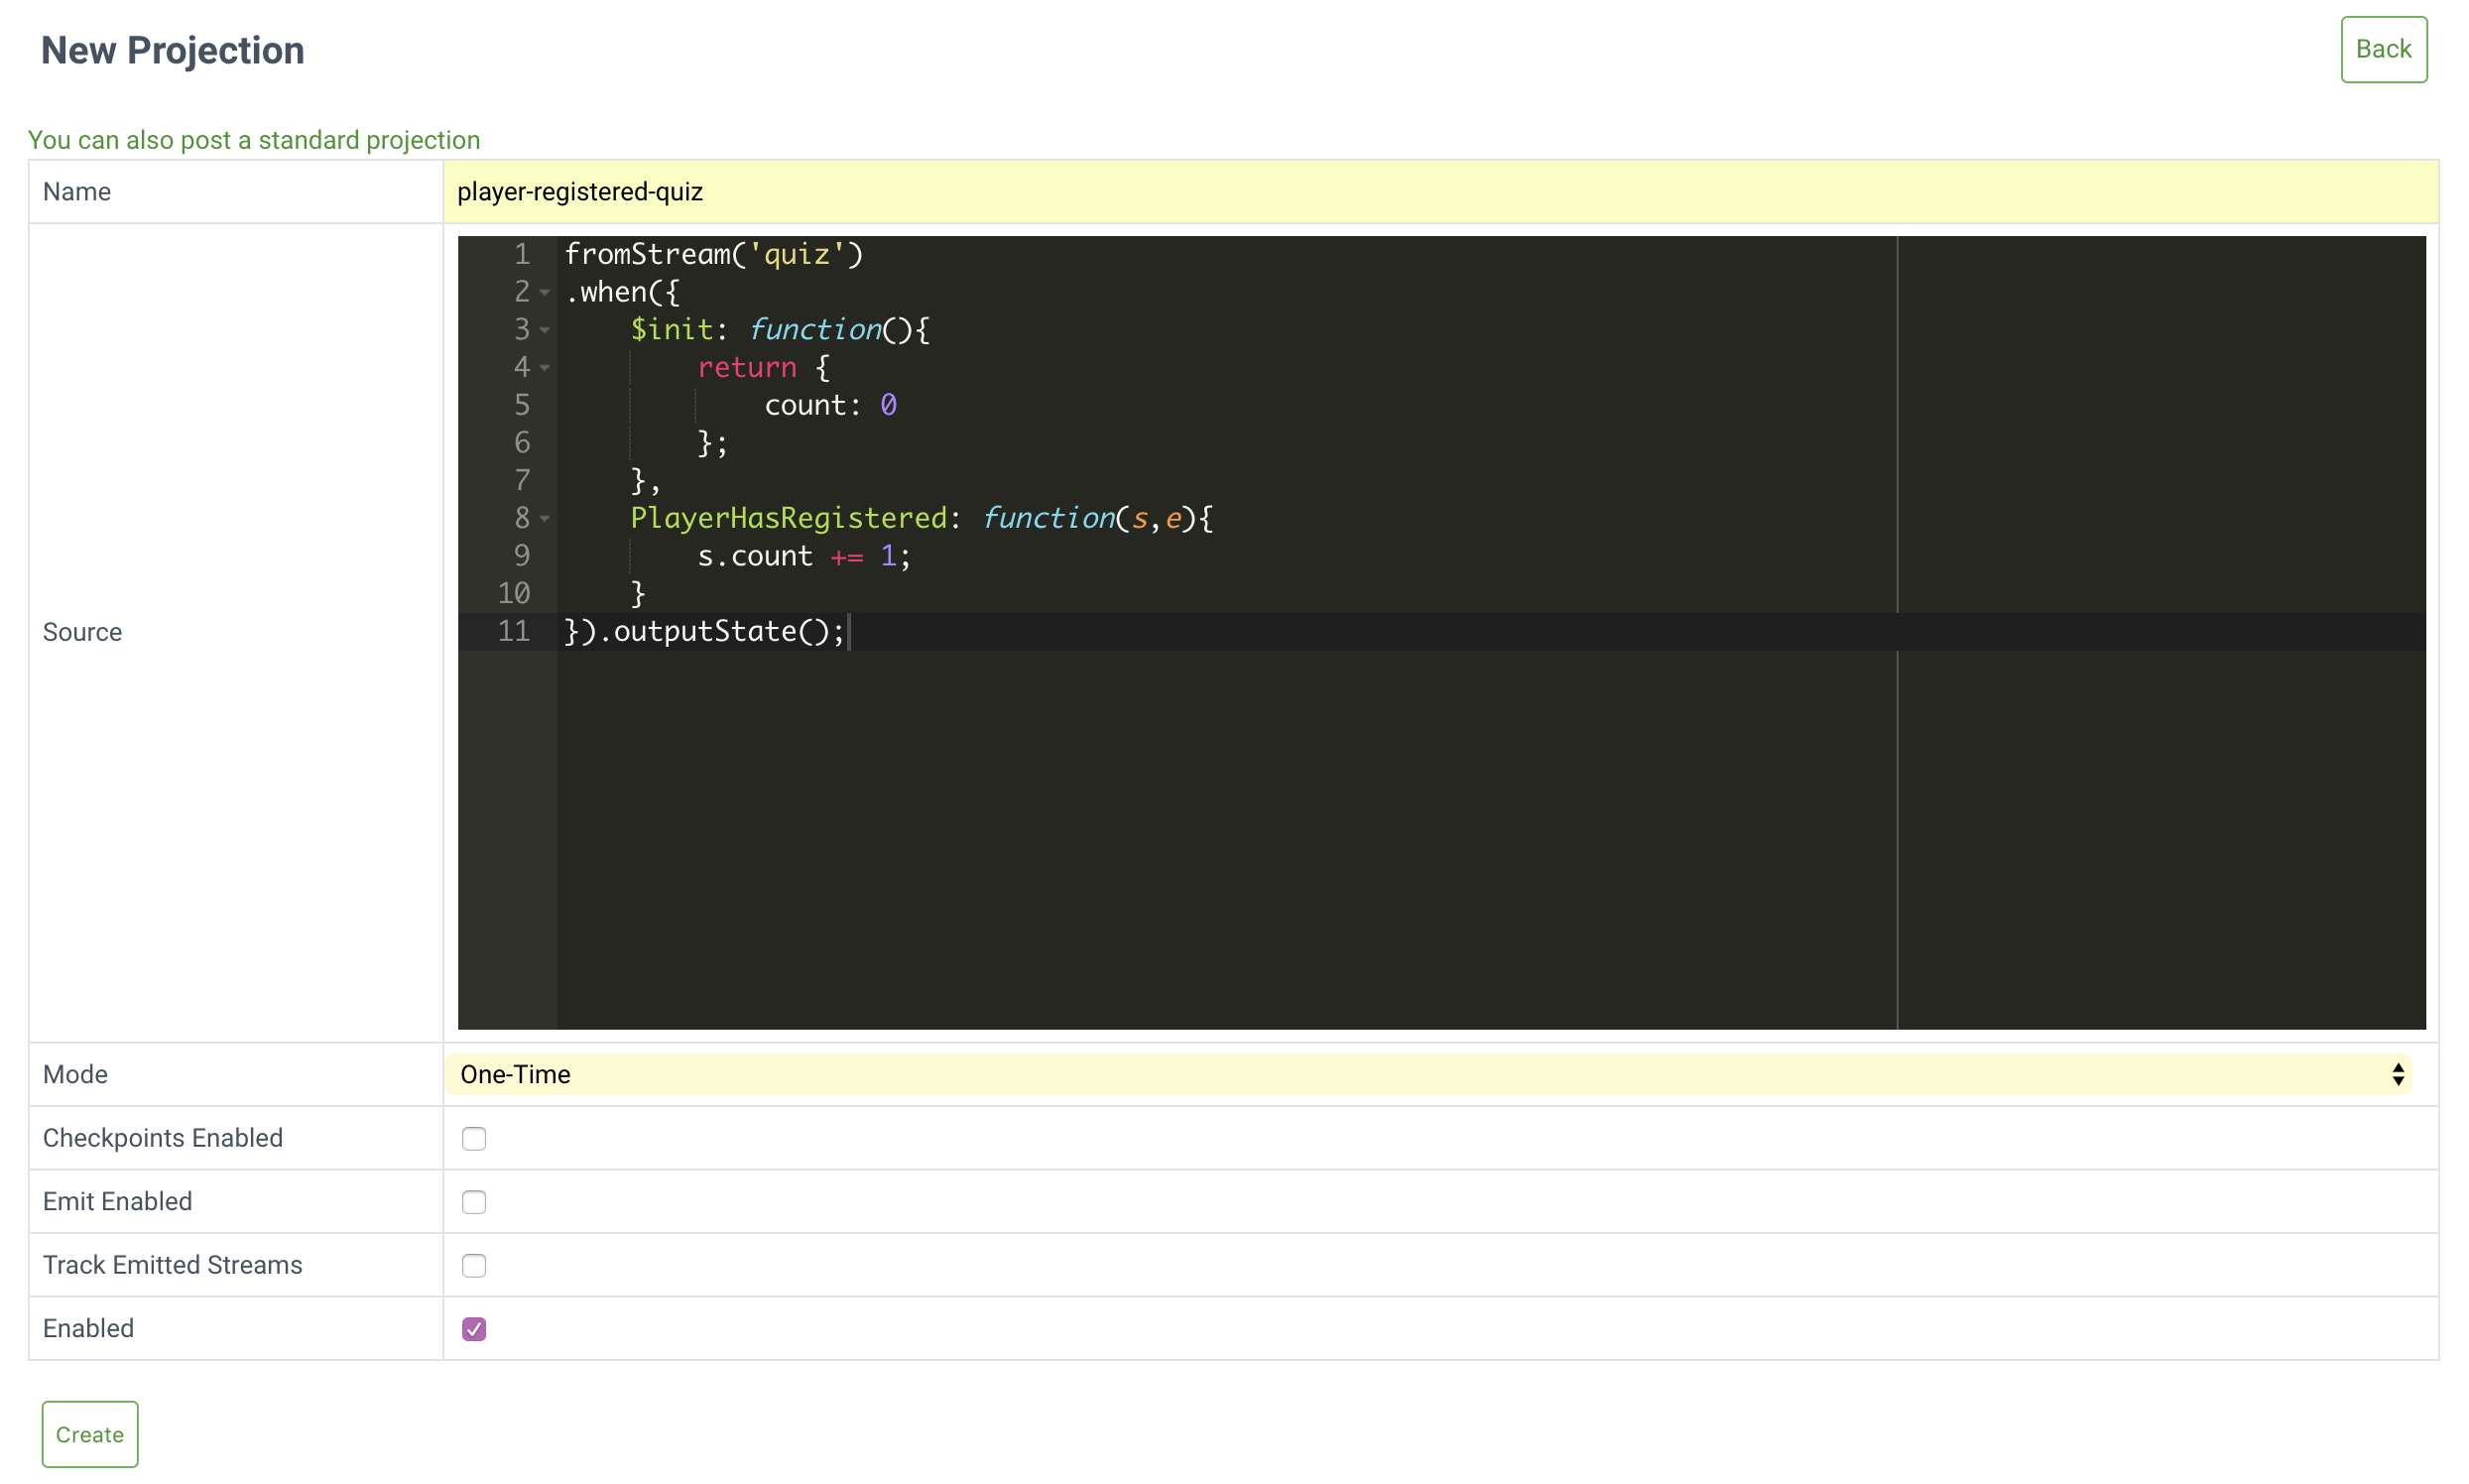 New Projection
Back
You can also post a standard projection
Name
player-registered-quiz
Source
1 fromStream('quiz')
2 .when({
3     $init: function(){
4         return {
5             count: 0
6         };
7     },
8     PlayerHasRegistered: function(s,e){
9         s.count += 1;
10     }
11 }).outputState();
Mode
One-Time
Checkpoints Enabled
Emit Enabled
Track Emitted Streams
Enabled
Create